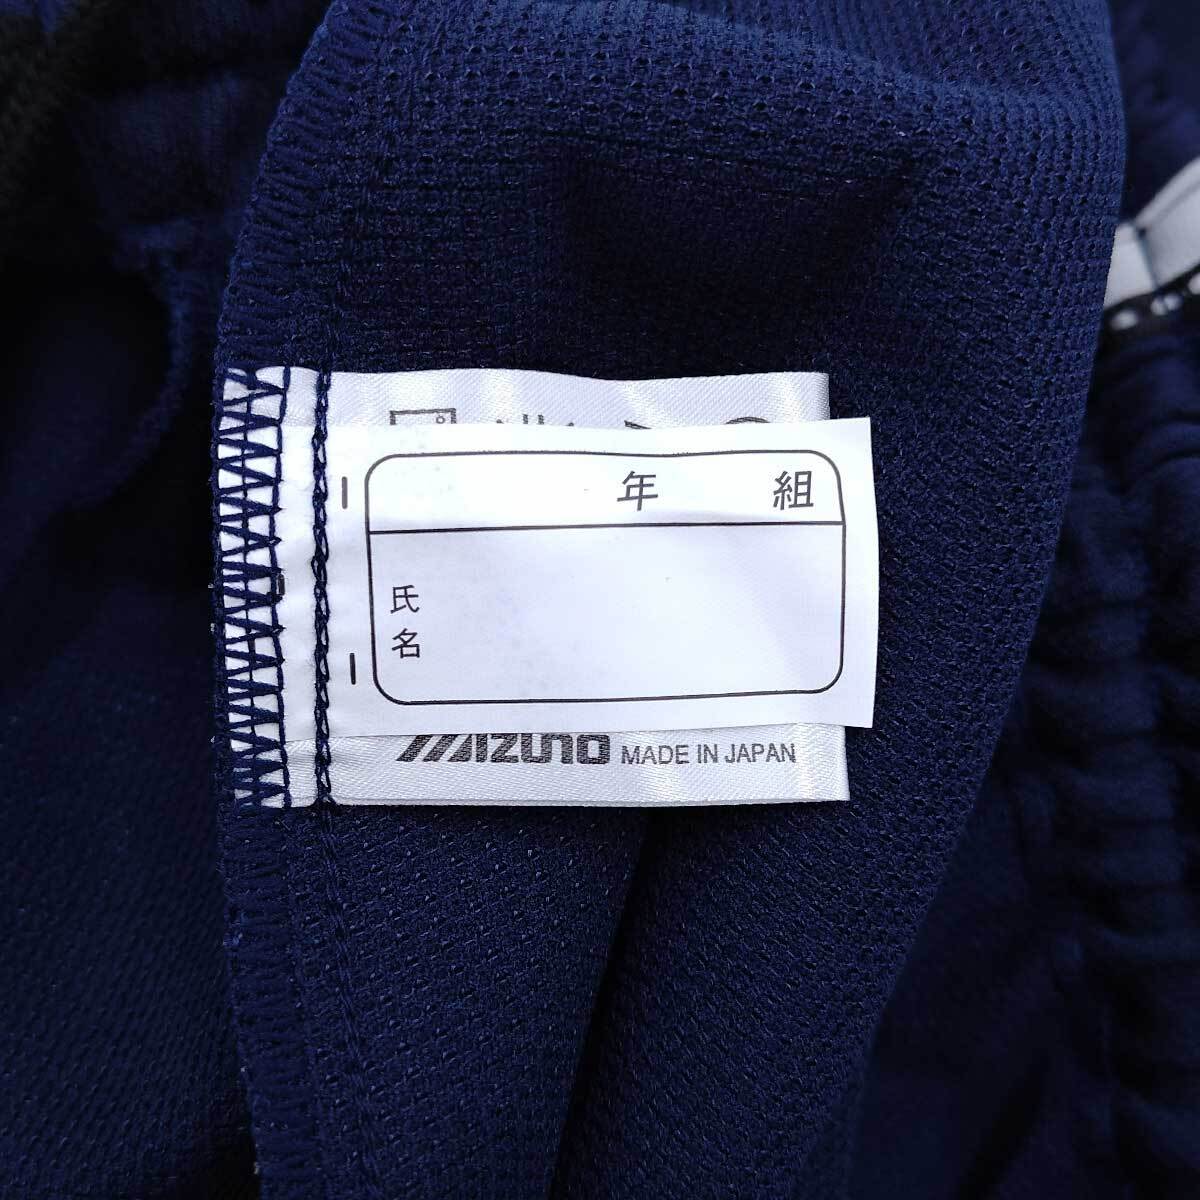 年 組
氏
名
MIZUNO MADE IN JAPAN